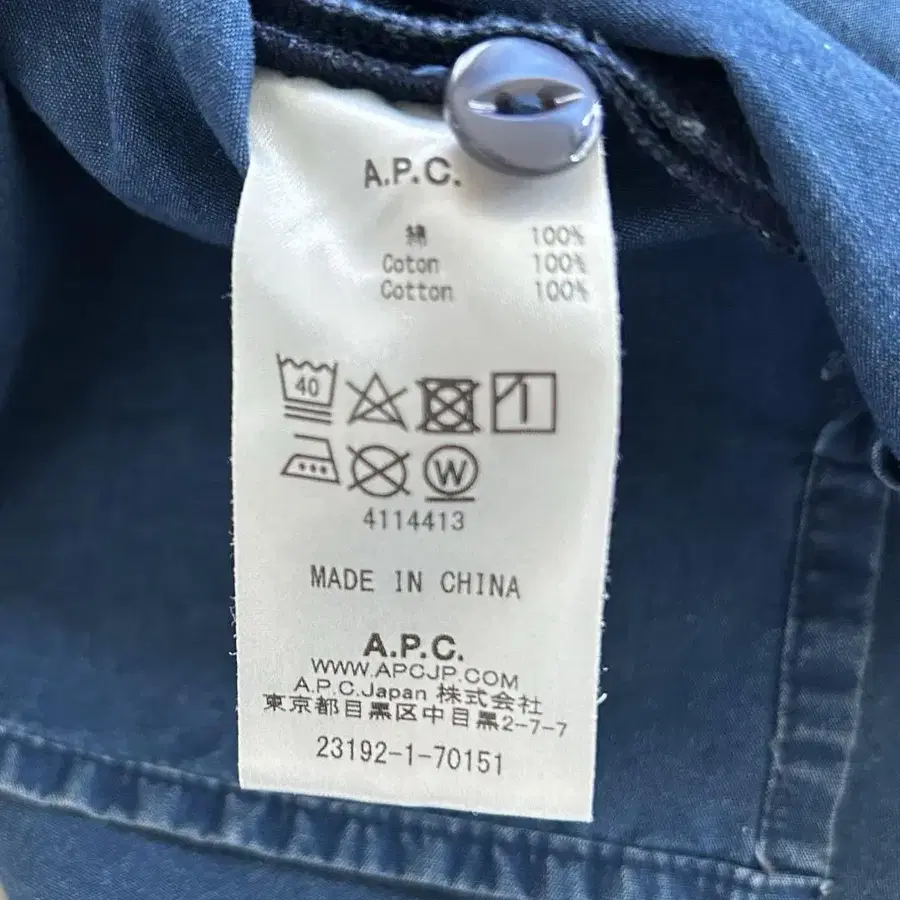 A.P.C.
綿 100%
Coton 100%
Cotton 100%
40
W
4114413
MADE IN CHINA
A.P.C.
WWW.APCJP.COM
A.P.C.Japan 株式会社
東京都目黒区中目黒2-7-7
23192-1-70151